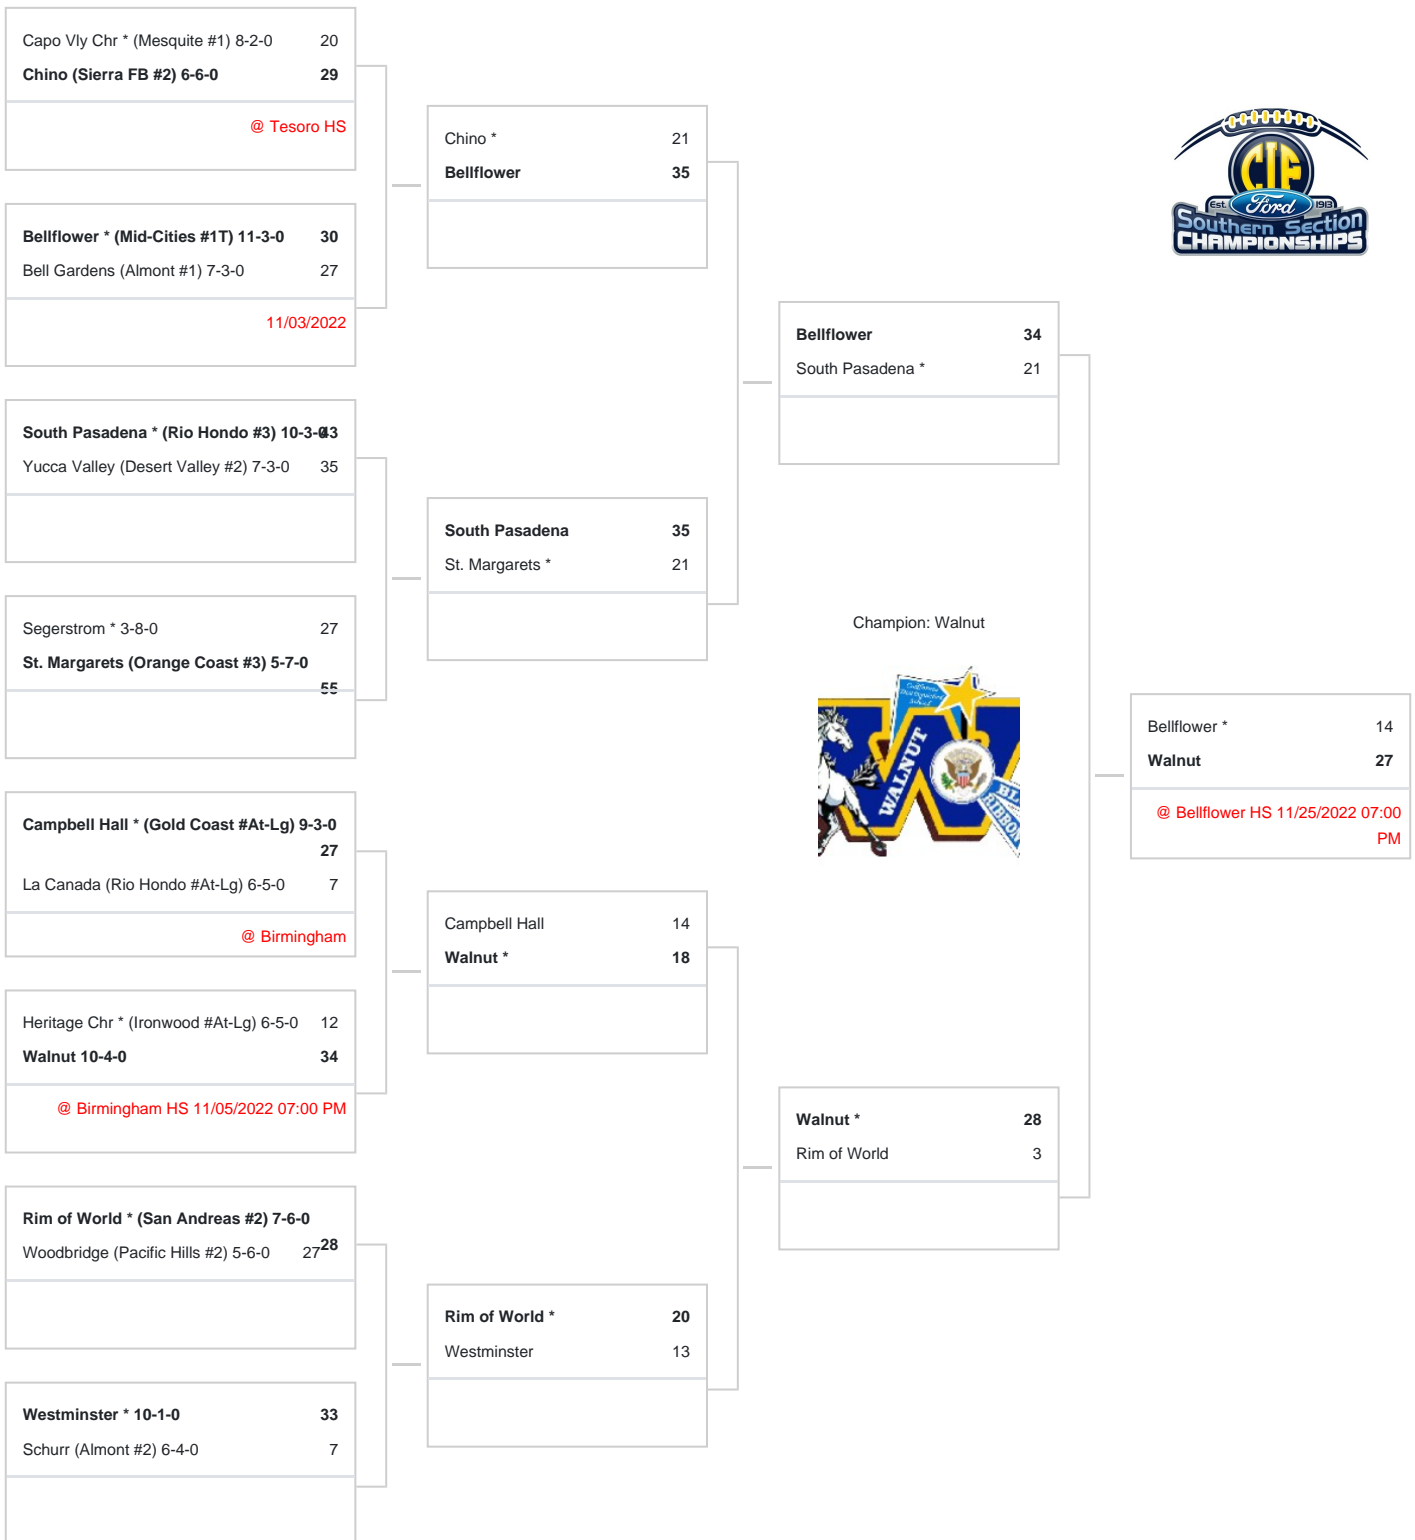 Capo Vly Chr * (Mesquite #1) 8-2-0 20
Chino (Sierra FB #2) 6-6-0 29
@ Tesoro HS
Bellflower * (Mid-Cities #1T) 11-3-0 30
Bell Gardens (Almont #1) 7-3-0 27
11/03/2022
South Pasadena * (Rio Hondo #3) 10-3-0 43
Yucca Valley (Desert Valley #2) 7-3-0 35
Segerstrom * 3-8-0 27
St. Margarets (Orange Coast #3) 5-7-0
55
Campbell Hall * (Gold Coast #At-Lg) 9-3-0
27
La Canada (Rio Hondo #At-Lg) 6-5-0 7
@ Birmingham
Heritage Chr * (Ironwood #At-Lg) 6-5-0 12
Walnut 10-4-0 34
@ Birmingham HS 11/05/2022 07:00 PM
Rim of World * (San Andreas #2) 7-6-0
28
Woodbridge (Pacific Hills #2) 5-6-0 27
Westminster * 10-1-0 33
Schurr (Almont #2) 6-4-0 7
Chino * 21
Bellflower 35
South Pasadena 35
St. Margarets * 21
Campbell Hall 14
Walnut * 18
Rim of World * 20
Westminster 13
Bellflower 34
South Pasadena * 21
Walnut * 28
Rim of World 3
CIF
Est. Ford 1913
Southern Section
CHAMPIONSHIPS
Champion: Walnut
California
Distinguished
School
WALNUT
RIBBON
Bellflower * 14
Walnut 27
@ Bellflower HS 11/25/2022 07:00
PM